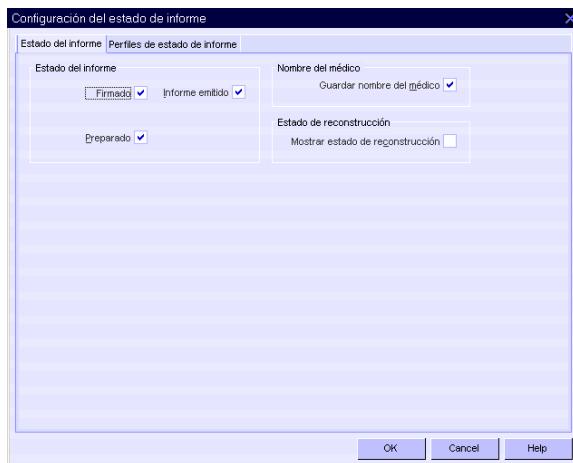 Configuración del estado de informe
Estado del informe Perfiles de estado de informe
Estado del informe
Firmado Informe emitido
Preparado
Nombre del médico
Guardar nombre del médico
Estado de reconstrucción
Mostrar estado de reconstrucción
OK Cancel Help